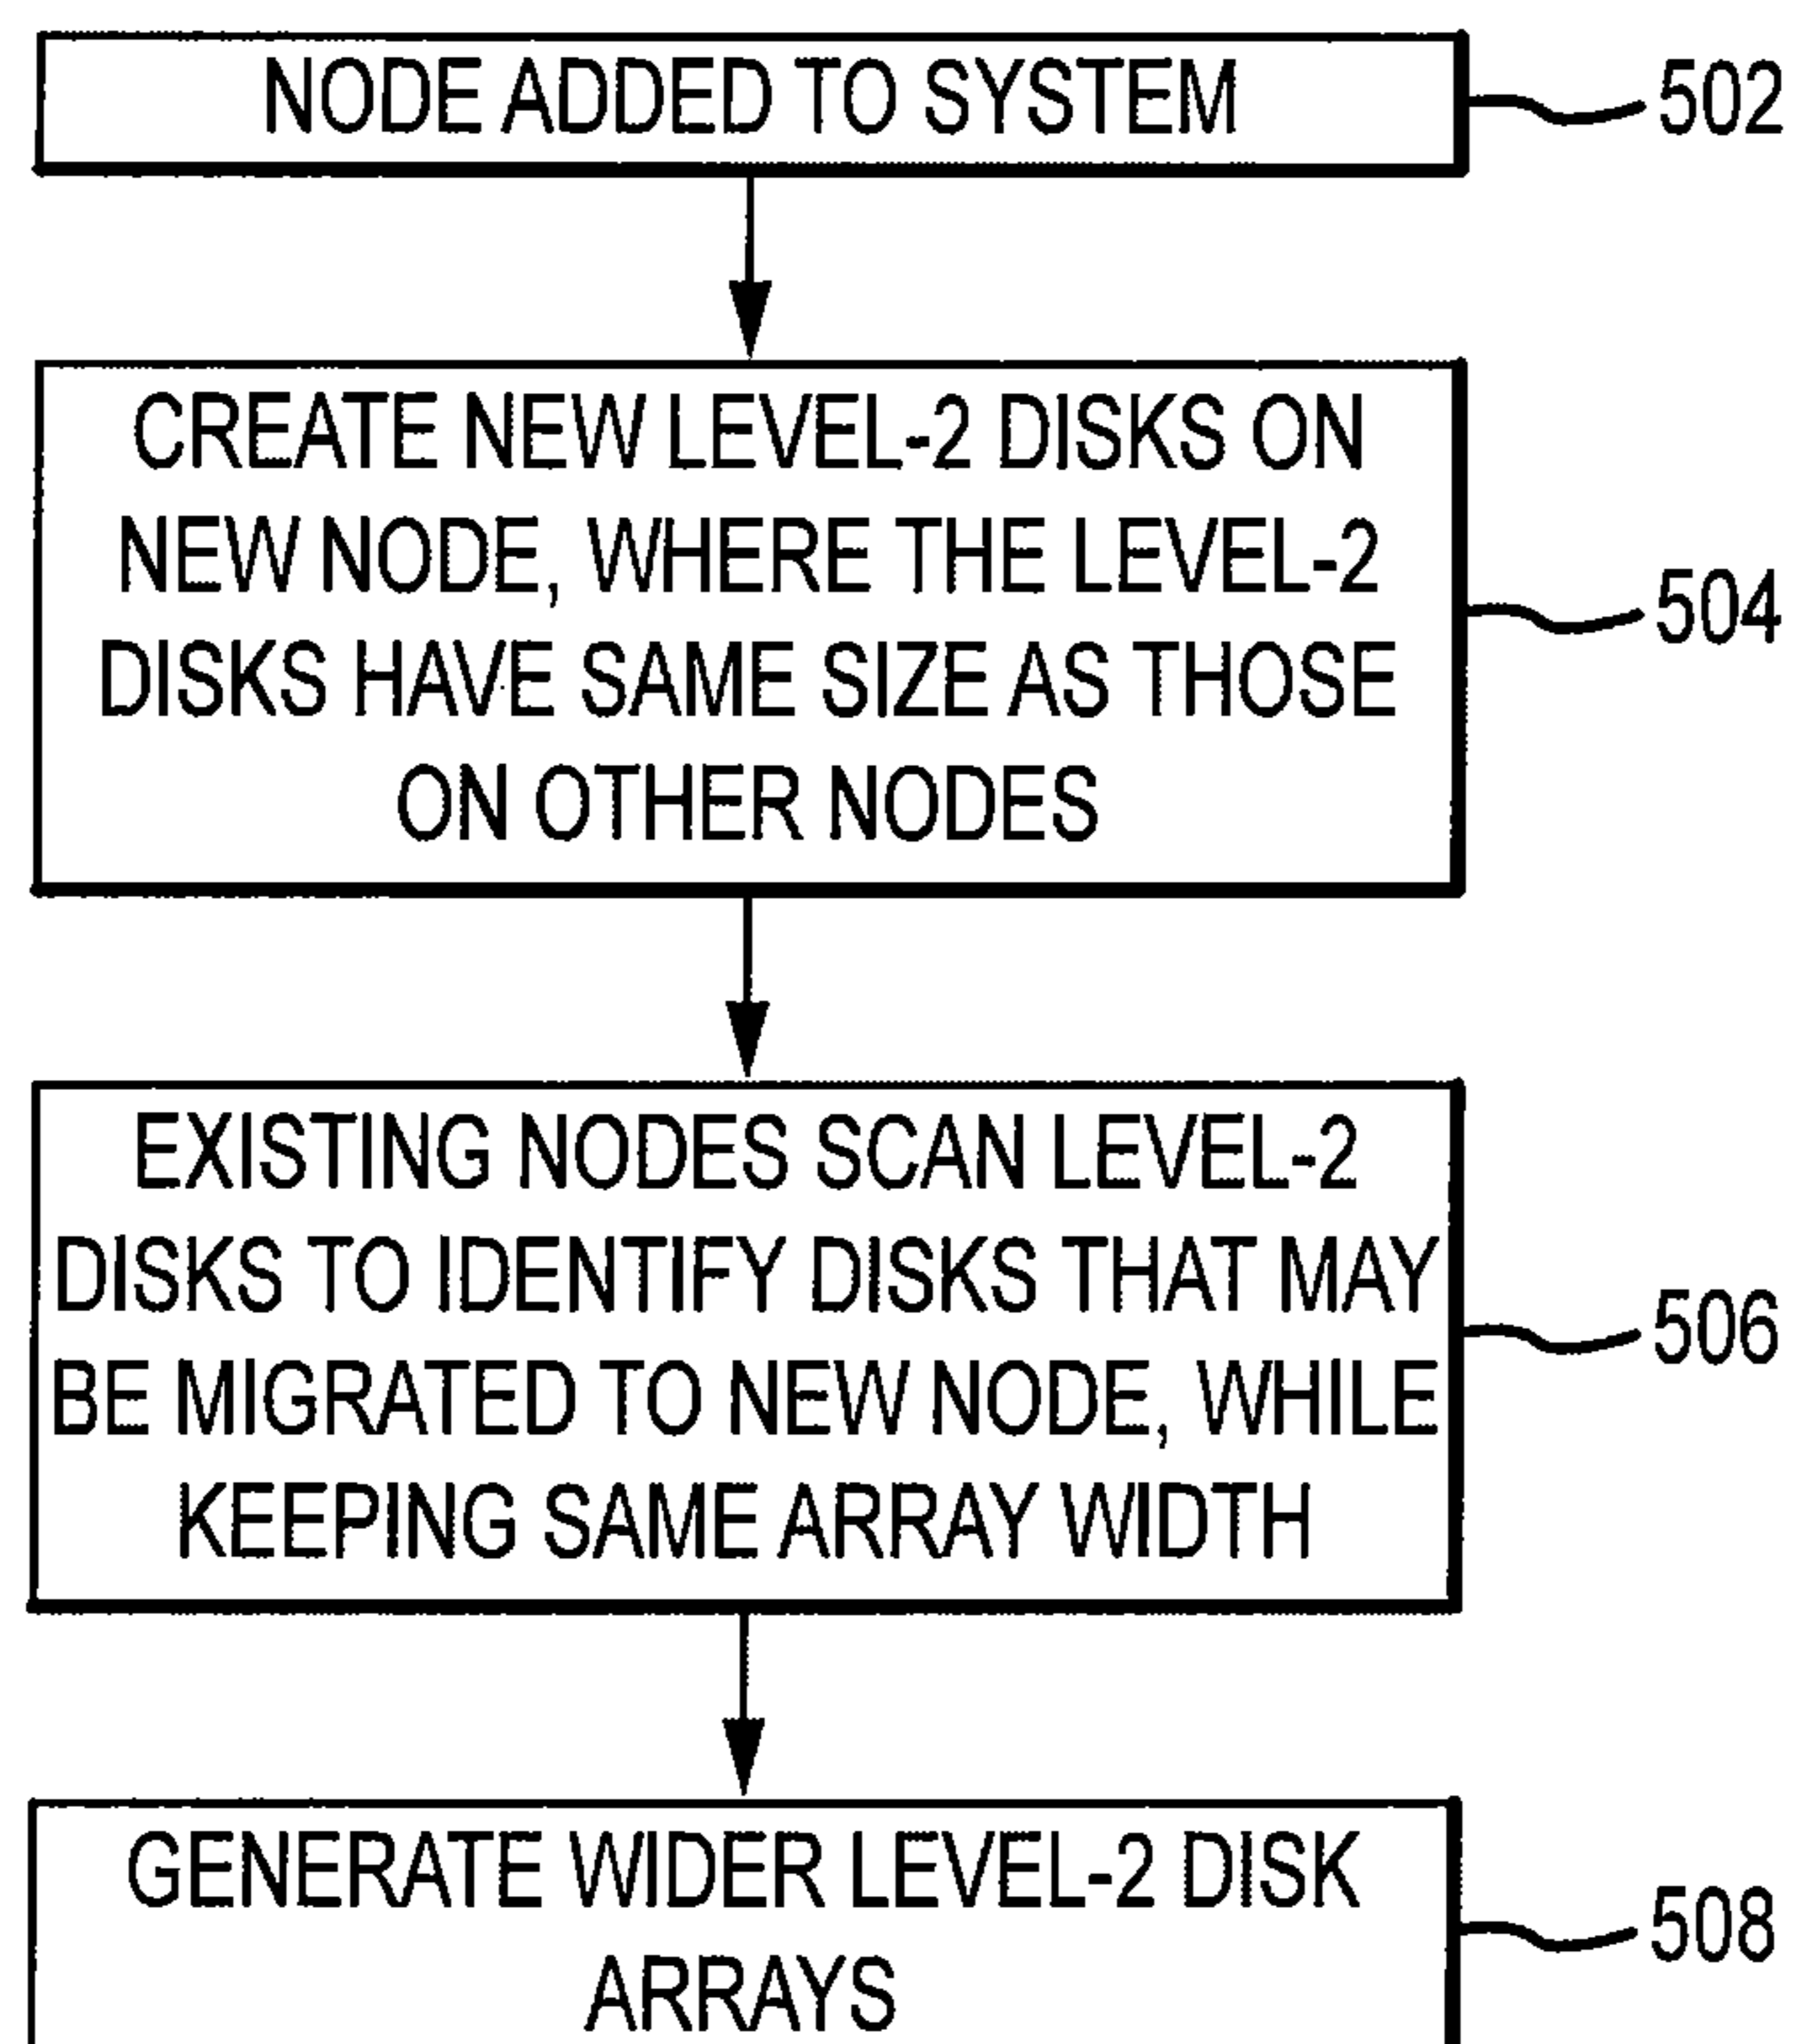 NODE ADDED TO SYSTEM
502
CREATE NEW LEVEL-2 DISKS ON
NEW NODE, WHERE THE LEVEL-2
DISKS HAVE SAME SIZE AS THOSE
ON OTHER NODES
504
EXISTING NODES SCAN LEVEL-2
DISKS TO IDENTIFY DISKS THAT MAY
BE MIGRATED TO NEW NODE, WHILE
KEEPING SAME ARRAY WIDTH
506
GENERATE WIDER LEVEL-2 DISK
ARRAYS
508